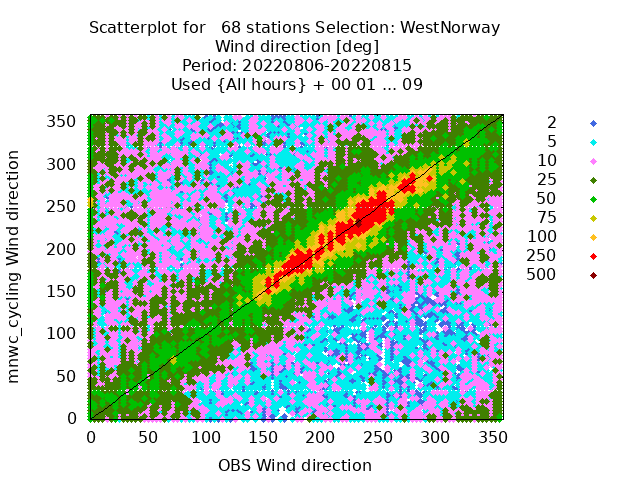 Scatterplot for   68 stations Selection: WestNorway
Wind direction [deg]
Period: 20220806-20220815
Used {All hours} + 00 01 ... 09
350
300
250
200
150
100
50
0
mnwc_cycling Wind direction
0 50 100 150 200 250 300 350
OBS Wind direction
2
5
10
25
50
75
100
250
500